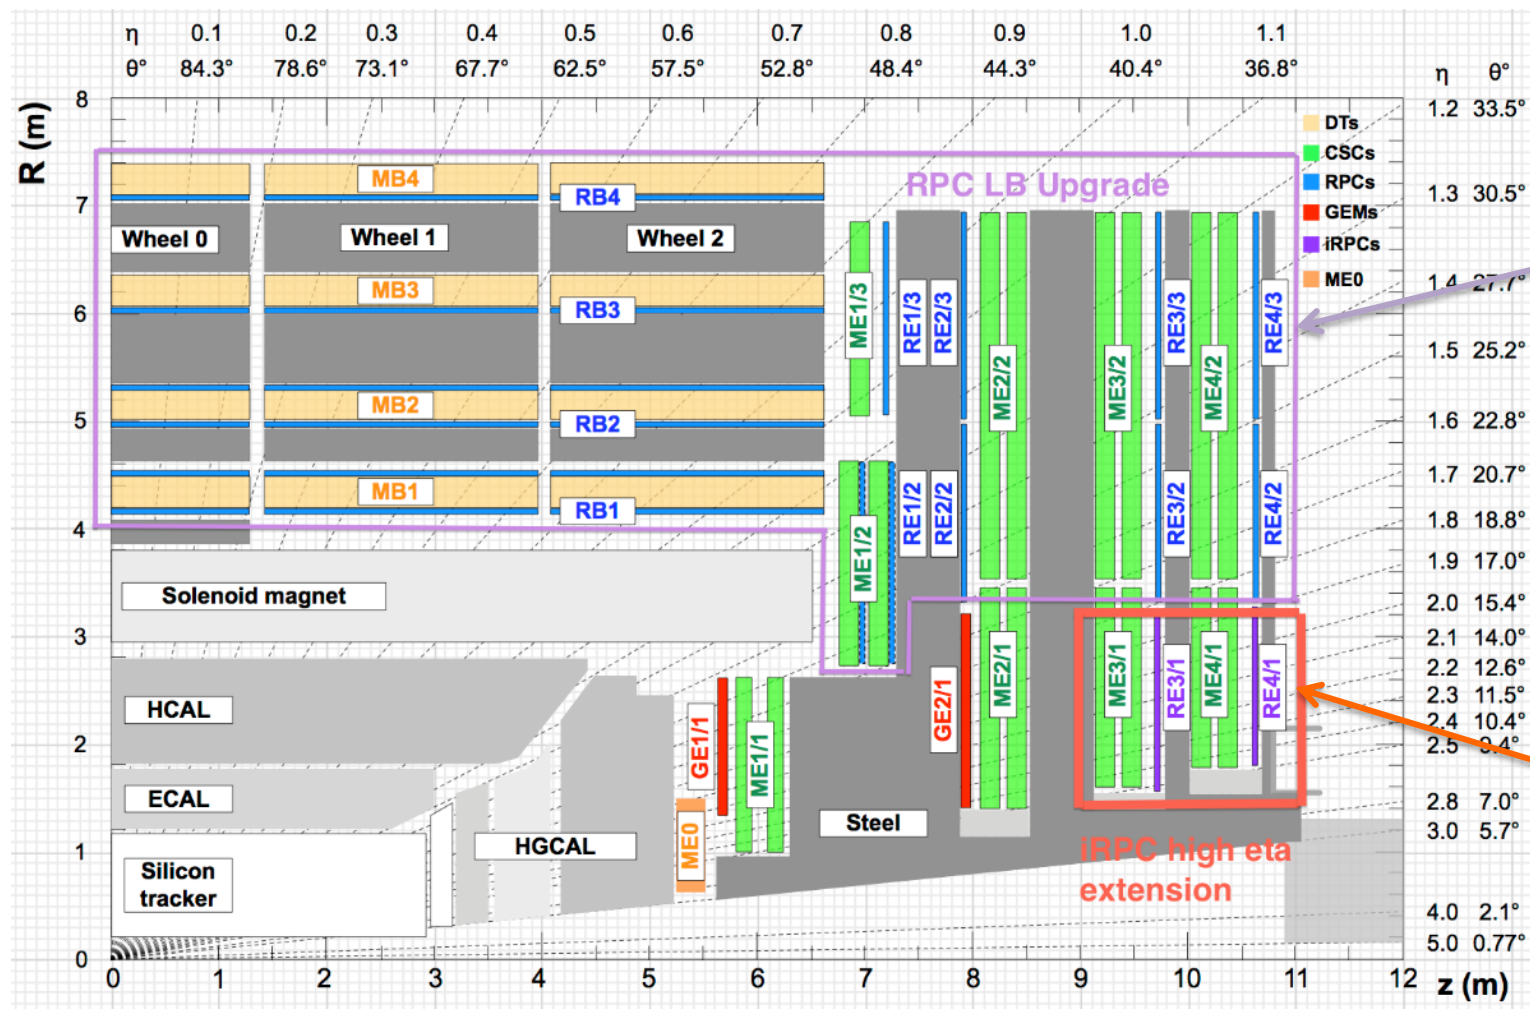 η 0.1 0.2 0.3 0.4 0.5 0.6 0.7 0.8 0.9 1.0 1.1
θ° 84.3° 78.6° 73.1° 67.7° 62.5° 57.5° 52.8° 48.4° 44.3° 40.4° 36.8° η θ°
R (m)
8
7
6
5
4
3
2
1
0
1.2 33.5°
1.3 30.5°
1.4 27.7°
1.5 25.2°
1.6 22.8°
1.7 20.7°
1.8 18.8°
1.9 17.0°
2.0 15.4°
2.1 14.0°
2.2 12.6°
2.3 11.5°
2.4 10.4°
2.5 9.4°
2.8 7.0°
3.0 5.7°
4.0 2.1°
5.0 0.77°
DTs
CSCs
RPCs
GEMs
iRPCs
ME0
RPC LB Upgrade
MB4
RB4
Wheel 0 Wheel 1 Wheel 2
MB3
RB3
MB2
RB2
MB1
RB1
ME1/3
RE1/3
RE2/3
ME2/2
ME3/2
RE3/3
ME4/2
RE4/3
ME1/2
RE1/2
RE2/2
RE3/2
RE4/2
Solenoid magnet
HCAL
ECAL
Silicon
tracker
HGCAL
GE1/1
ME1/1
ME0
Steel
GE2/1
ME2/1
ME3/1
RE3/1
ME4/1
RE4/1
iRPC high eta
extension
0 1 2 3 4 5 6 7 8 9 10 11 12
z (m)